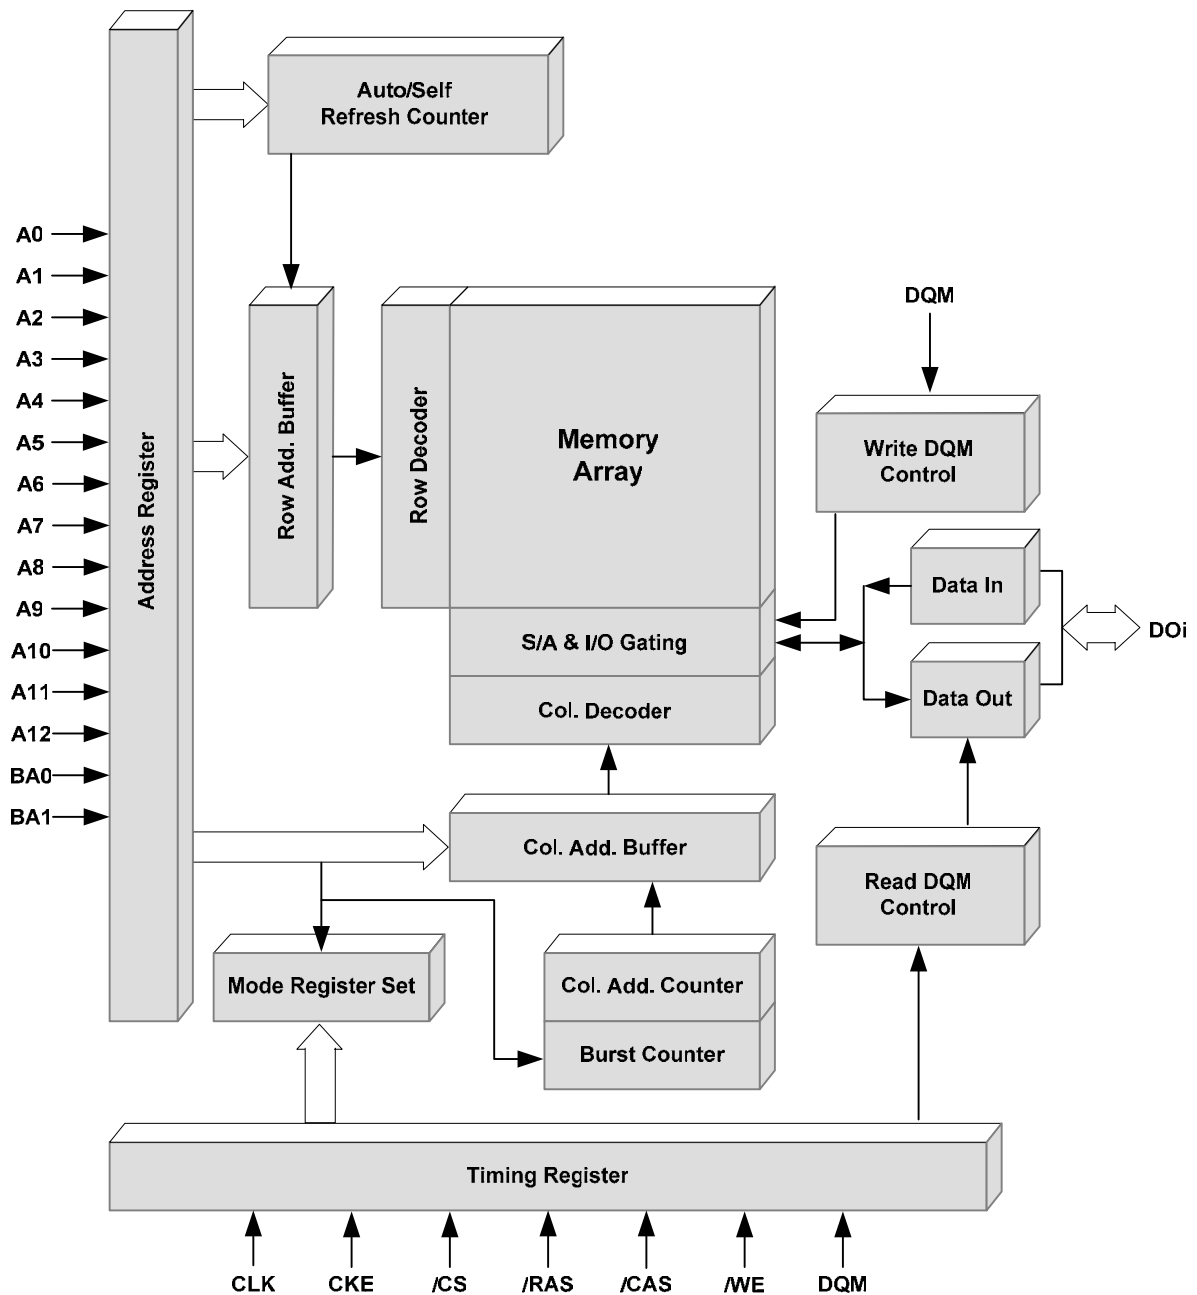 Auto/Self
Refresh Counter
A0
A1
A2
A3
A4
A5
A6
A7
A8
A9
A10
A11
A12
BA0
BA1
Address Register
Row Add. Buffer
Row Decoder
Memory
Array
S/A & I/O Gating
Col. Decoder
DQM
Write DQM
Control
Data In
Data Out
DOi
Col. Add. Buffer
Read DQM
Control
Mode Register Set
Col. Add. Counter
Burst Counter
Timing Register
CLK
CKE
/CS
/RAS
/CAS
/WE
DQM